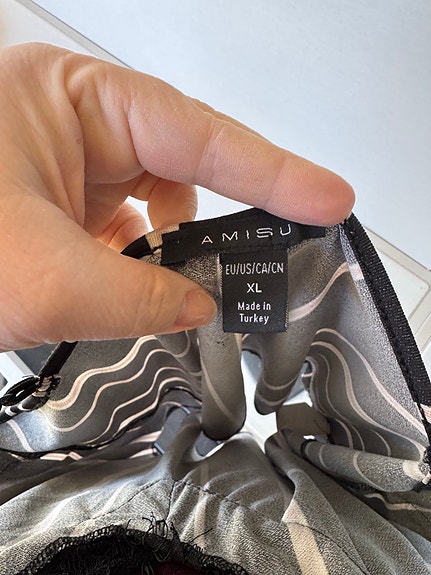 AMISU
EU/US/CA/CN
XL
Made in
Turkey